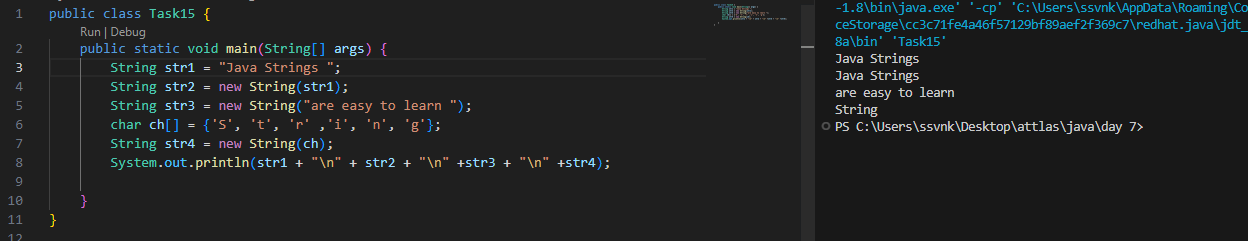 1 public class Task15 {
Run | Debug
2 public static void main(String[] args) {
3 String str1 = "Java Strings ";
4 String str2 = new String(str1);
5 String str3 = new String("are easy to learn ");
6 char ch[] = {'S', 't', 'r' ,'i', 'n', 'g'};
7 String str4 = new String(ch);
8 System.out.println(str1 + "\n" + str2 + "\n" +str3 + "\n" +str4);
9
10 }
11 }
12
-1.8\bin\java.exe' '-cp' 'C:\Users\ssvnk\AppData\Roaming\Co
ceStorage\cc3c71fe4a46f57129bf89aef2f369c7\redhat.java\jdt_
8a\bin' 'Task15'
Java Strings
Java Strings
are easy to learn
String
PS C:\Users\ssvnk\Desktop\attlas\java\day 7>